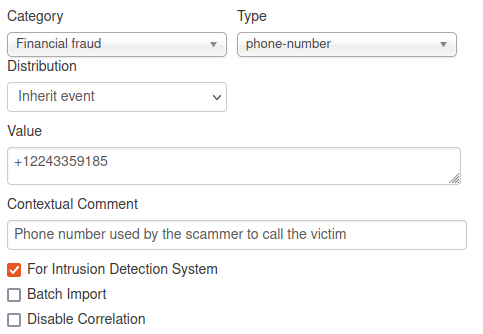 Category Type
Financial fraud phone-number
Distribution
Inherit event
Value
+12243359185
Contextual Comment
Phone number used by the scammer to call the victim
For Intrusion Detection System
Batch Import
Disable Correlation